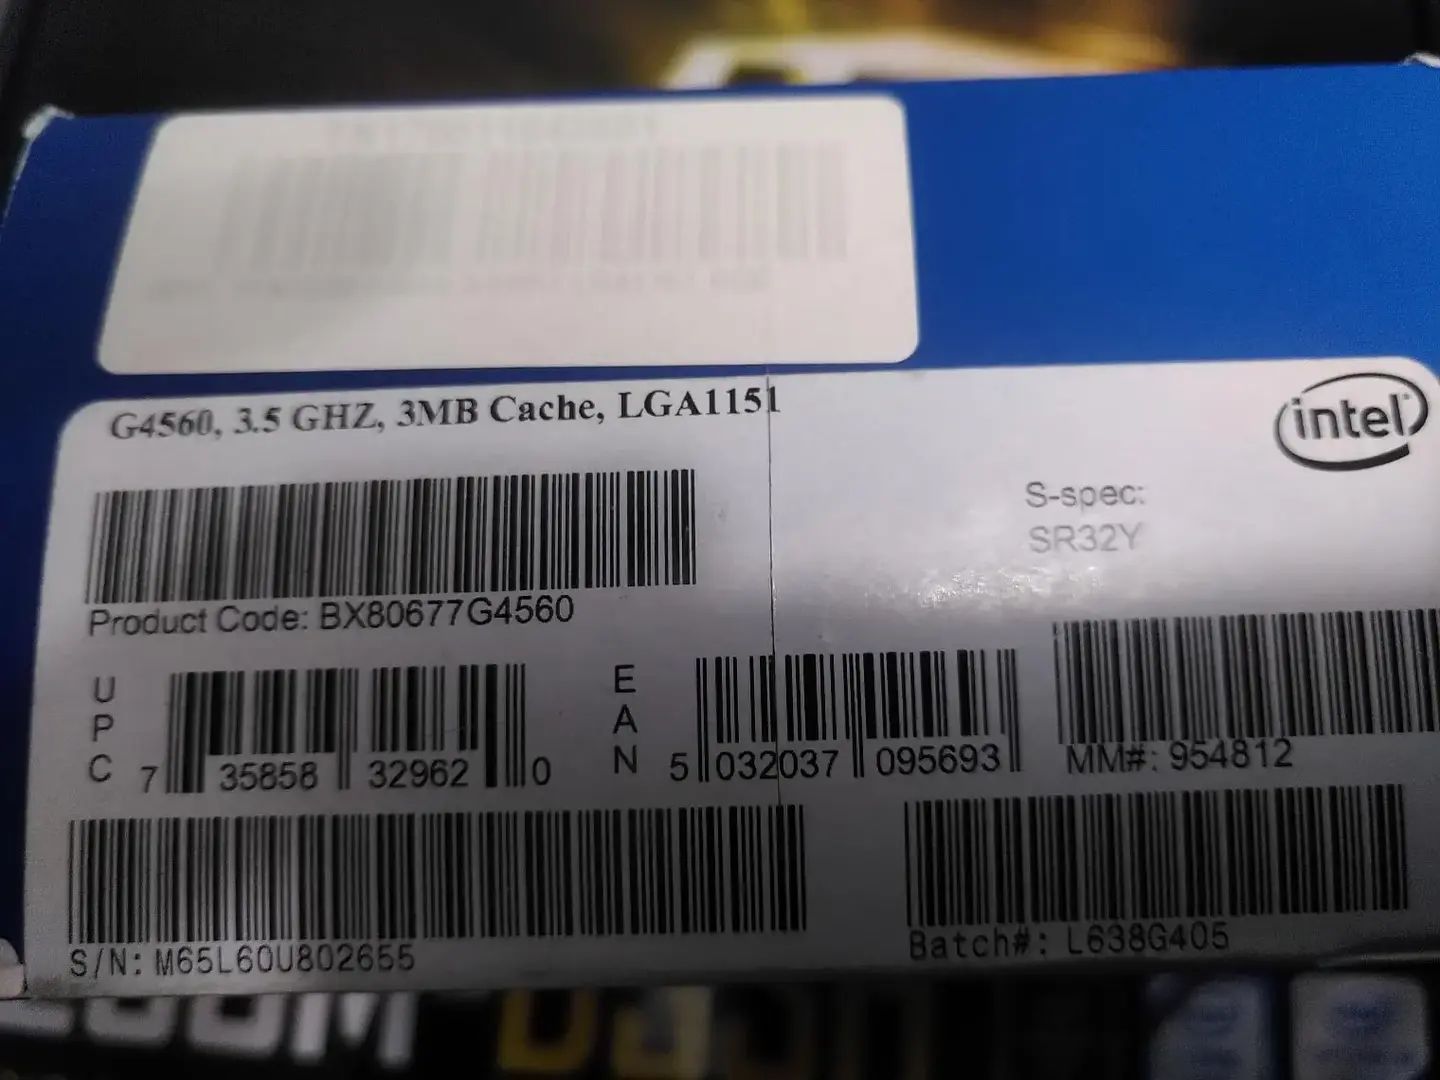 G4560, 3.5 GHZ, 3MB Cache, LGA1151
intel
S-spec:
SR32Y
Product Code: BX80677G4560
UPC
7 35858 32962 0
EAN
5 032037 095693
MM#: 954812
S/N: M65L60U802655
Batch#: L638G405